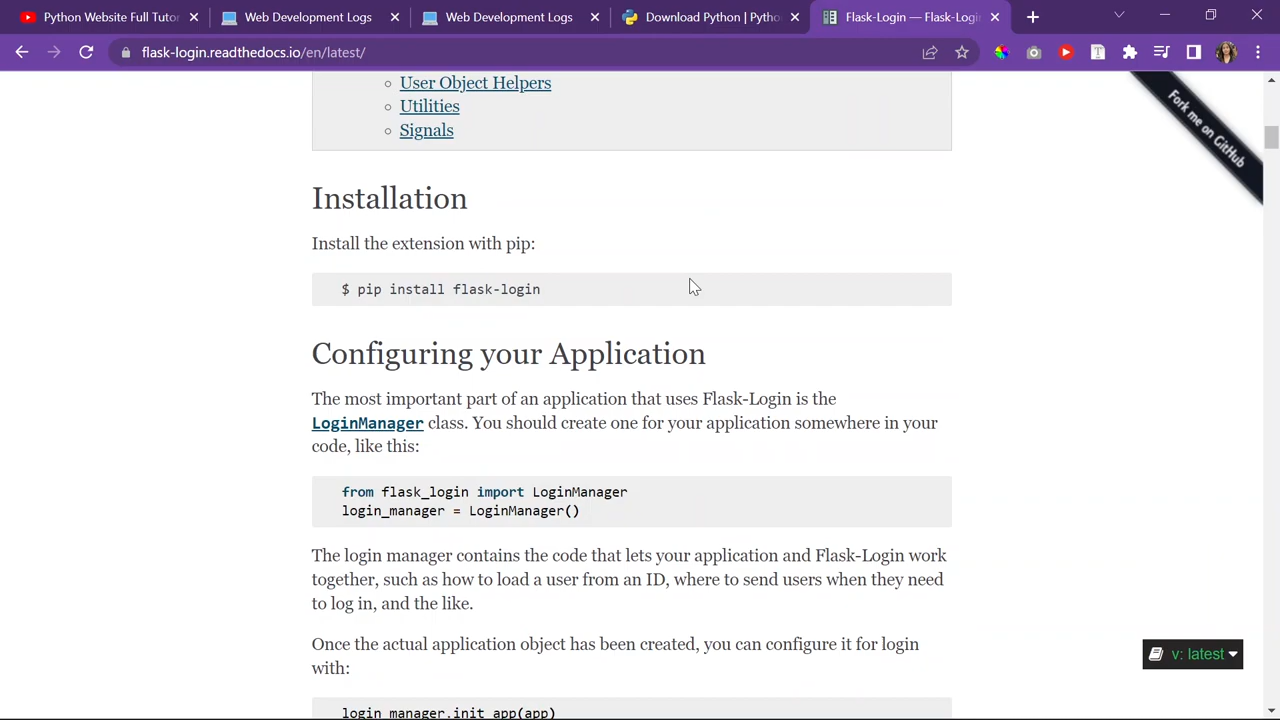 Python Website Full Tutor
Web Development Logs
Web Development Logs
Download Python | Pytho
Flask-Login — Flask-Logi
flask-login.readthedocs.io/en/latest/
Fork me on GitHub
User Object Helpers
Utilities
Signals
Installation
Install the extension with pip:
$ pip install flask-login
Configuring your Application
The most important part of an application that uses Flask-Login is the
LoginManager class. You should create one for your application somewhere in your
code, like this:
from flask_login import LoginManager
login_manager = LoginManager()
The login manager contains the code that lets your application and Flask-Login work
together, such as how to load a user from an ID, where to send users when they need
to log in, and the like.
Once the actual application object has been created, you can configure it for login
with:
login_manager.init_app(app)
v: latest